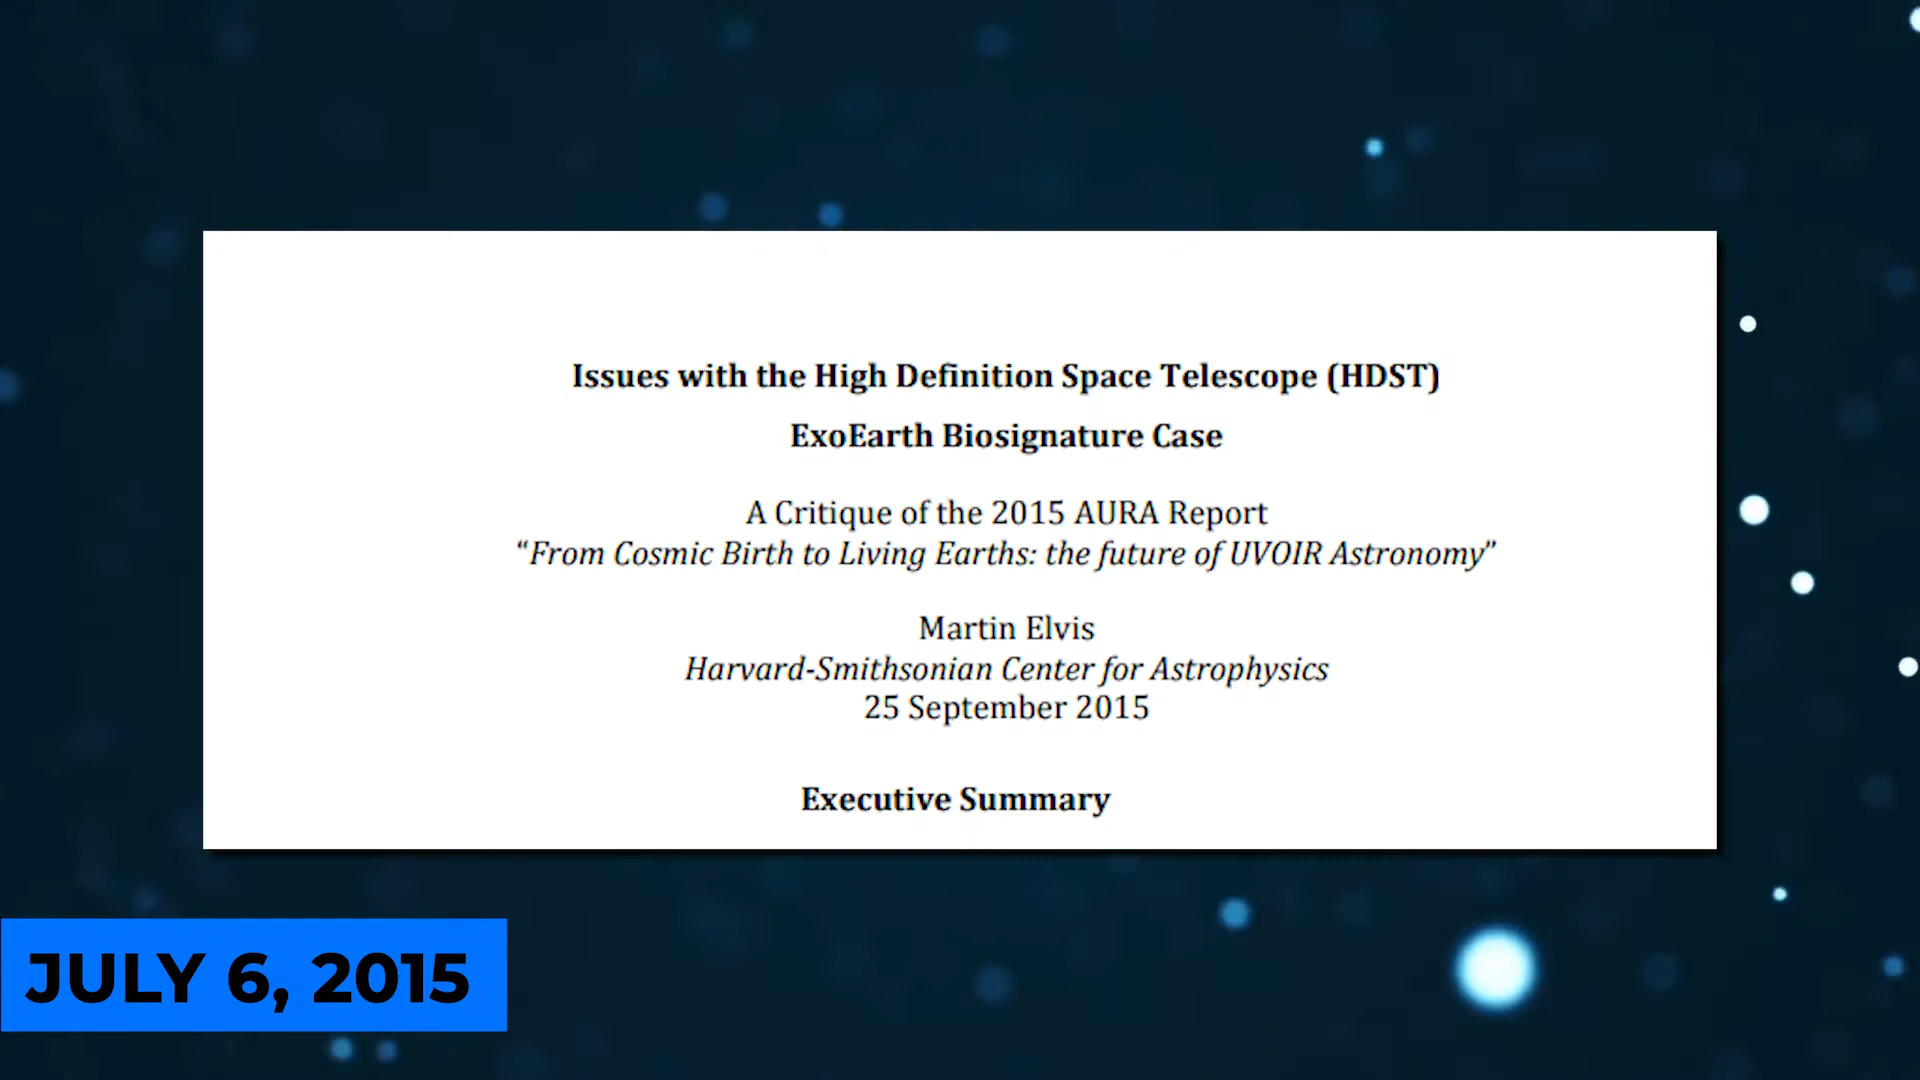 Issues with the High Definition Space Telescope (HDST)
ExoEarth Biosignature Case
A Critique of the 2015 AURA Report
“From Cosmic Birth to Living Earths: the future of UVOIR Astronomy”
Martin Elvis
Harvard-Smithsonian Center for Astrophysics
25 September 2015
Executive Summary
JULY 6, 2015